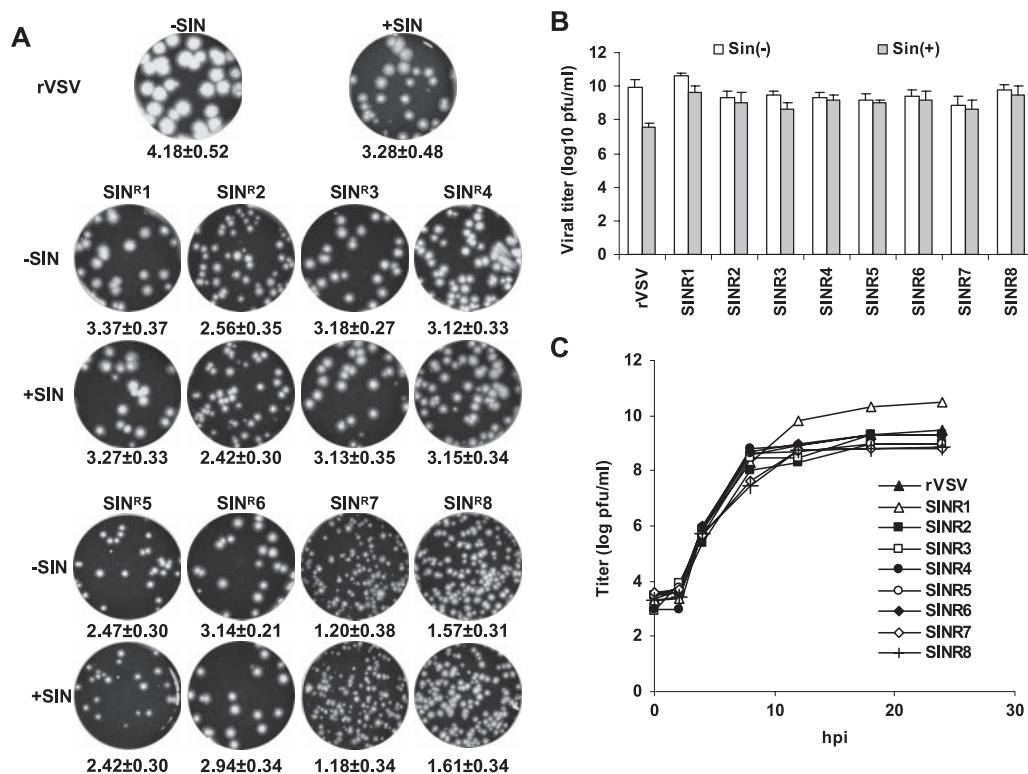 A
-SIN +SIN
rVSV
4.18±0.52 3.28±0.48
SINR1 SINR2 SINR3 SINR4
-SIN
3.37±0.37 2.56±0.35 3.18±0.27 3.12±0.33
+SIN
3.27±0.33 2.42±0.30 3.13±0.35 3.15±0.34
SINR5 SINR6 SINR7 SINR8
-SIN
2.47±0.30 3.14±0.21 1.20±0.38 1.57±0.31
+SIN
2.42±0.30 2.94±0.34 1.18±0.34 1.61±0.34
B
Sin(-) Sin(+)
Viral titer (log10 pfu/ml)
12
10
8
6
4
2
0
rVSV SINR1 SINR2 SINR3 SINR4 SINR5 SINR6 SINR7 SINR8
C
Titer (log pfu/ml)
12
10
8
6
4
2
0
rVSV
SINR1
SINR2
SINR3
SINR4
SINR5
SINR6
SINR7
SINR8
0 10 20 30
hpi